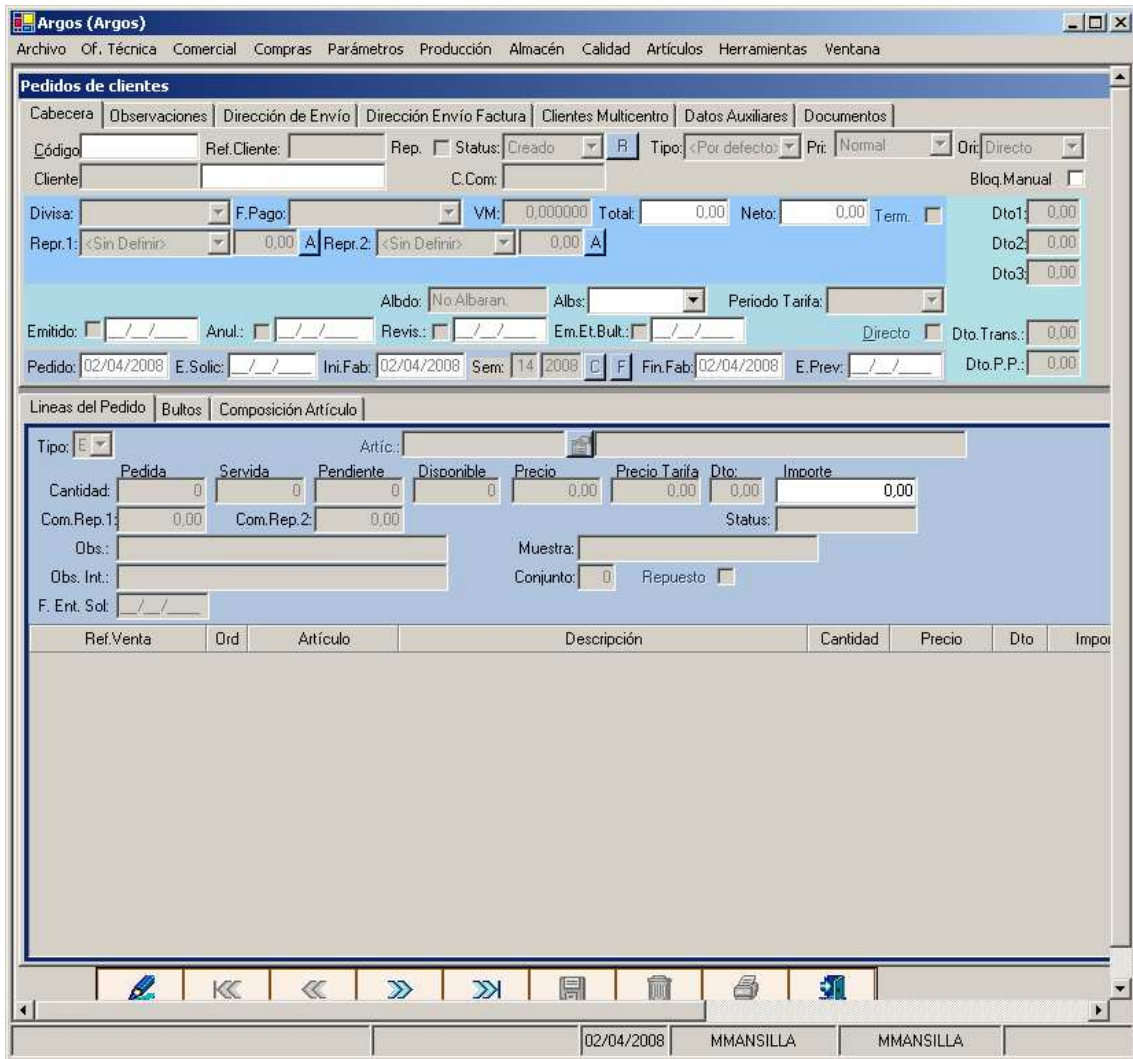 Argos (Argos)
Archivo Of. Técnica Comercial Compras Parámetros Producción Almacén Calidad Artículos Herramientas Ventana
Pedidos de clientes
Cabecera Observaciones Dirección de Envío Dirección Envío Factura Clientes Multicentro Datos Auxiliares Documentos
Código Ref.Cliente: Rep. Status: Creado R Tipo: <Por defecto> Pri: Normal Ori: Directo
Cliente C.Com: Bloq.Manual
Divisa: F.Pago: VM: 0,000000 Total: 0,00 Neto: 0,00 Term. Dto1: 0,00
Repr.1: <Sin Definir> 0,00 A Repr.2: <Sin Definir> 0,00 A Dto2: 0,00
Dto3: 0,00
Albdo: No Albaran. Albs: Periodo Tarifa:
Emitido: __/__/____ Anul.: __/__/____ Revis.: __/__/____ Em.Et.Bult.: __/__/____ Directo Dto.Trans.: 0,00
Pedido: 02/04/2008 E.Solic: __/__/____ Ini.Fab: 02/04/2008 Sem: 14 2008 C F Fin.Fab: 02/04/2008 E.Prev: __/__/____ Dto.P.P.: 0,00
Lineas del Pedido Bultos Composición Artículo
Tipo: E Artíc.:
Pedida Servida Pendiente Disponible Precio Precio Tarifa Dto: Importe
Cantidad: 0 0 0 0 0,00 0,00 0,00 0,00
Com.Rep.1: 0,00 Com.Rep.2: 0,00 Status:
Obs.: Muestra:
Obs. Int.: Conjunto: 0 Repuesto
F. Ent. Sol: __/__/____
Ref.Venta Ord Artículo Descripción Cantidad Precio Dto Impor
02/04/2008 MMANSILLA MMANSILLA